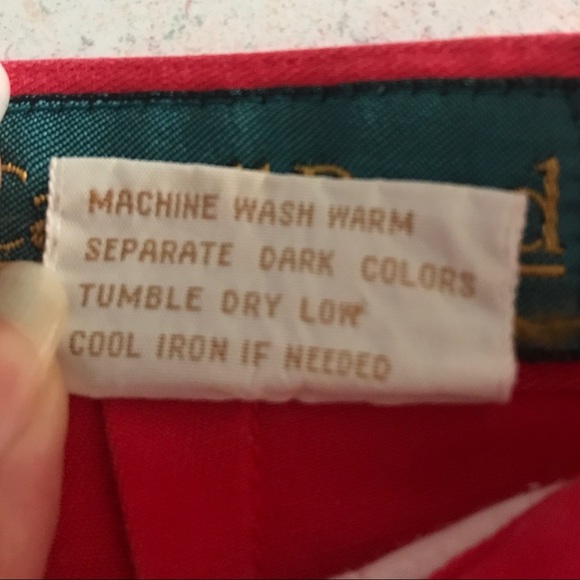 MACHINE WASH WARM
SEPARATE DARK COLORS
TUMBLE DRY LOW
COOL IRON IF NEEDED